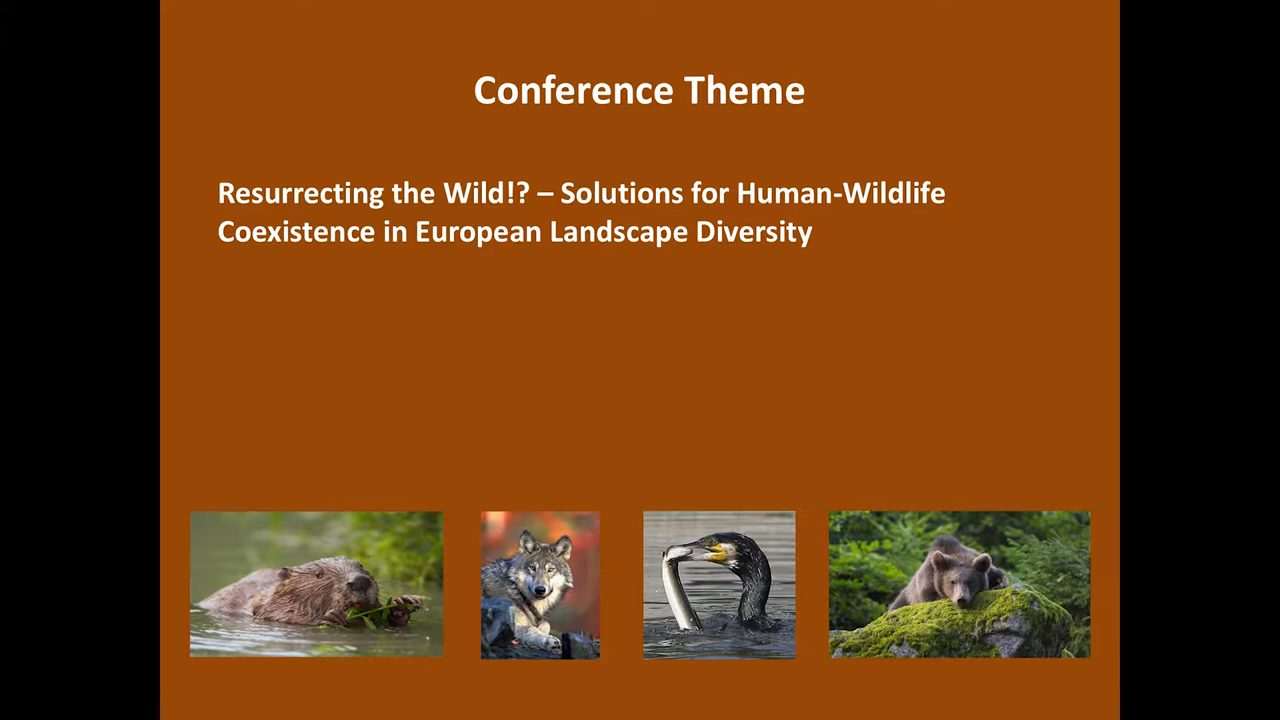 Conference Theme
Resurrecting the Wild!? – Solutions for Human-Wildlife
Coexistence in European Landscape Diversity